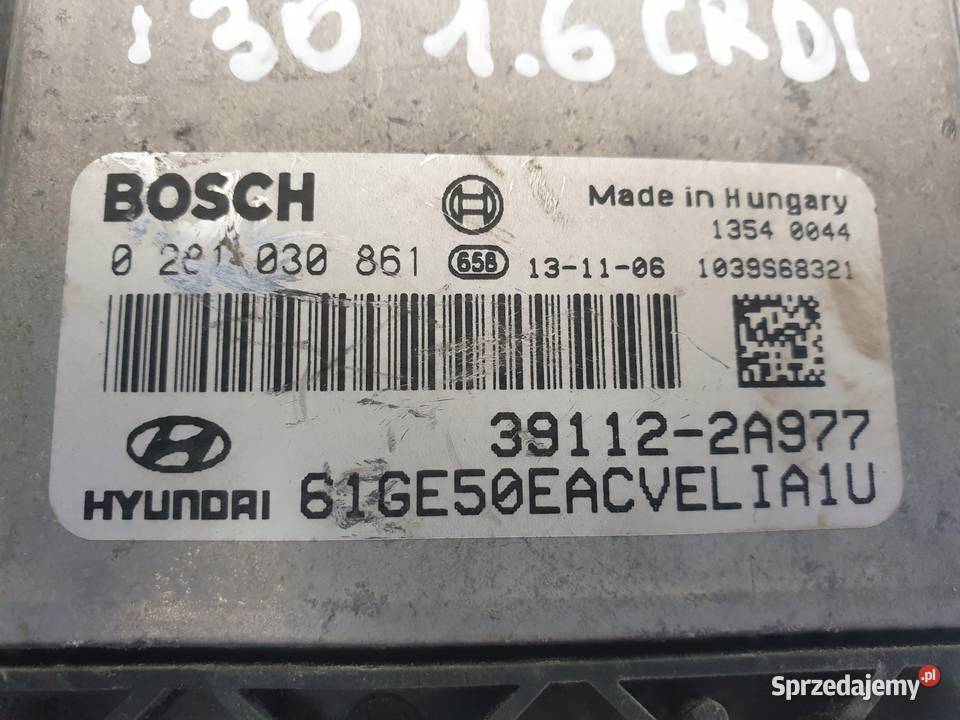 i30 1.6 CRDI
BOSCH
Made in Hungary
1354 0044
0 281 030 861 658 13-11-06 1039S68321
39112-2A977
HYUNDAI 61GE50EACVELIA1U
Sprzedajemy.pl